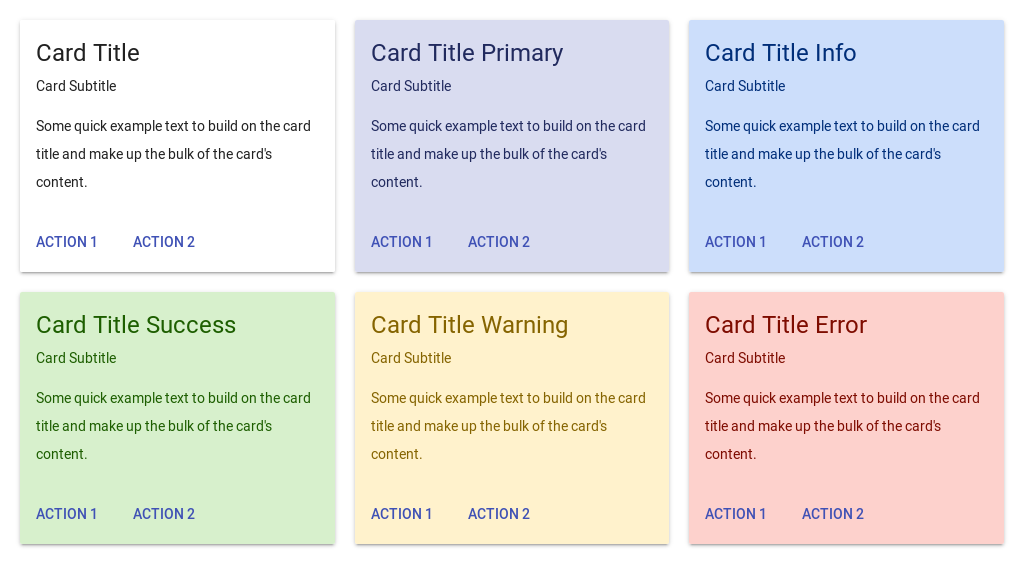 Card Title
Card Subtitle
Some quick example text to build on the card
title and make up the bulk of the card's
content.
ACTION 1 ACTION 2
Card Title Primary
Card Subtitle
Some quick example text to build on the card
title and make up the bulk of the card's
content.
ACTION 1 ACTION 2
Card Title Info
Card Subtitle
Some quick example text to build on the card
title and make up the bulk of the card's
content.
ACTION 1 ACTION 2
Card Title Success
Card Subtitle
Some quick example text to build on the card
title and make up the bulk of the card's
content.
ACTION 1 ACTION 2
Card Title Warning
Card Subtitle
Some quick example text to build on the card
title and make up the bulk of the card's
content.
ACTION 1 ACTION 2
Card Title Error
Card Subtitle
Some quick example text to build on the card
title and make up the bulk of the card's
content.
ACTION 1 ACTION 2